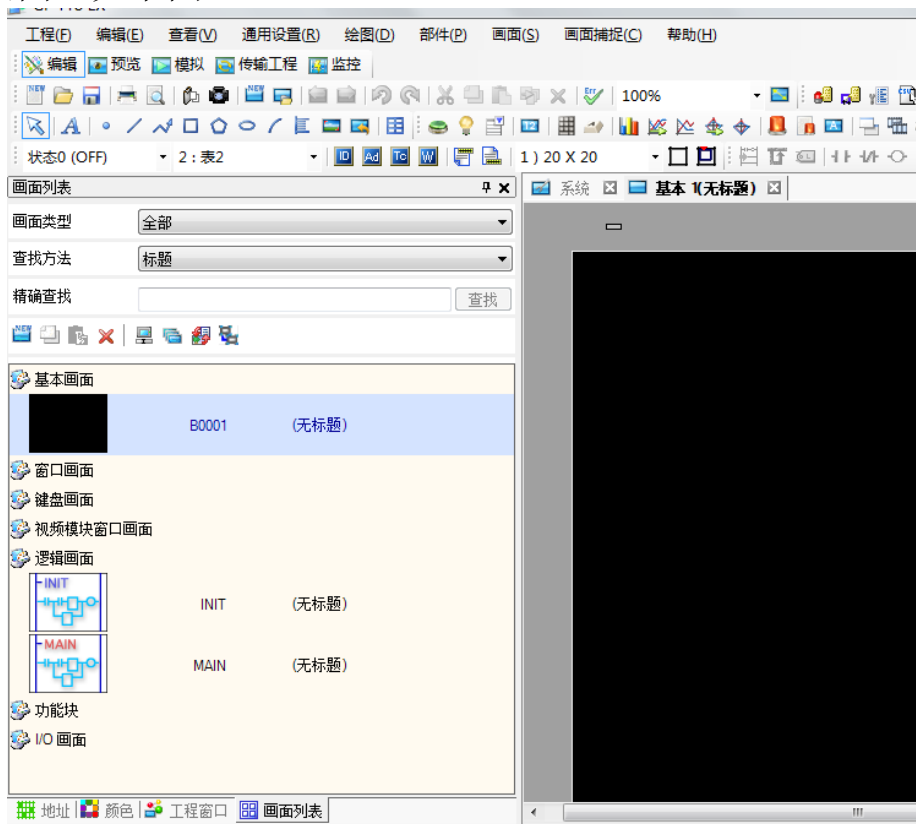 工程(F) 编辑(E) 查看(V) 通用设置(R) 绘图(D) 部件(P) 画面(S) 画面捕捉(C) 帮助(H)
编辑 预览 模拟 传输工程 监控
100%
状态0 (OFF) 2 : 表2 ID Ad Tc W 1 ) 20 X 20
画面列表
系统 基本 1(无标题)
画面类型 全部
查找方法 标题
精确查找 查找
基本画面
B0001 (无标题)
窗口画面
键盘画面
视频模块窗口画面
逻辑画面
INIT
INIT (无标题)
MAIN
MAIN (无标题)
功能块
I/O 画面
地址 颜色 工程窗口 画面列表